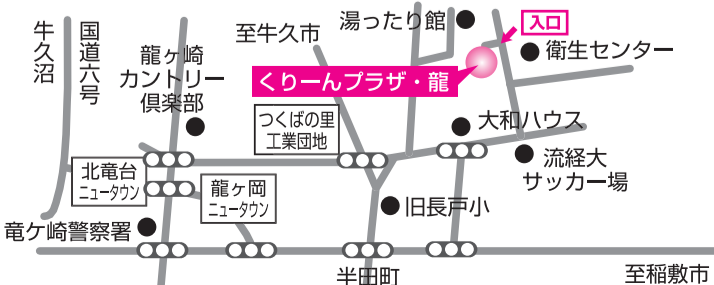 牛久沼
国道六号
龍ヶ崎
カントリー
倶楽部
至牛久市
湯ったり館
入口
衛生センター
くりーんプラザ・龍
つくばの里
工業団地
大和ハウス
流経大
サッカー場
北竜台
ニュータウン
龍ヶ岡
ニュータウン
旧長戸小
竜ケ崎警察署
半田町
至稲敷市